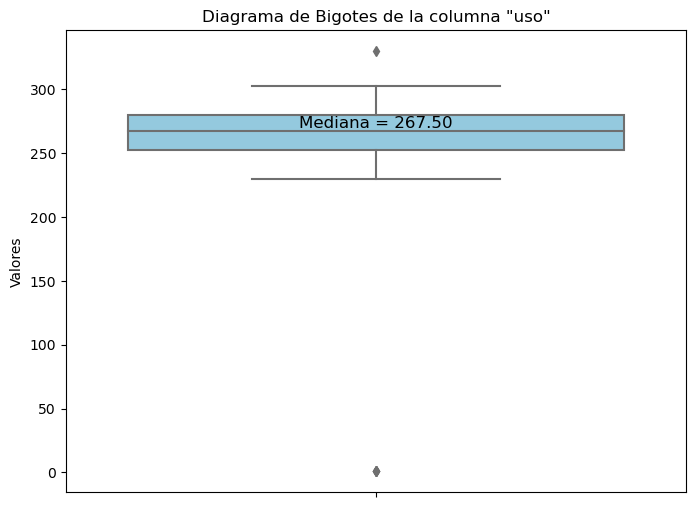 Diagrama de Bigotes de la columna "uso"
300
Mediana = 267.50
250
200
Valores
150
100
50
0